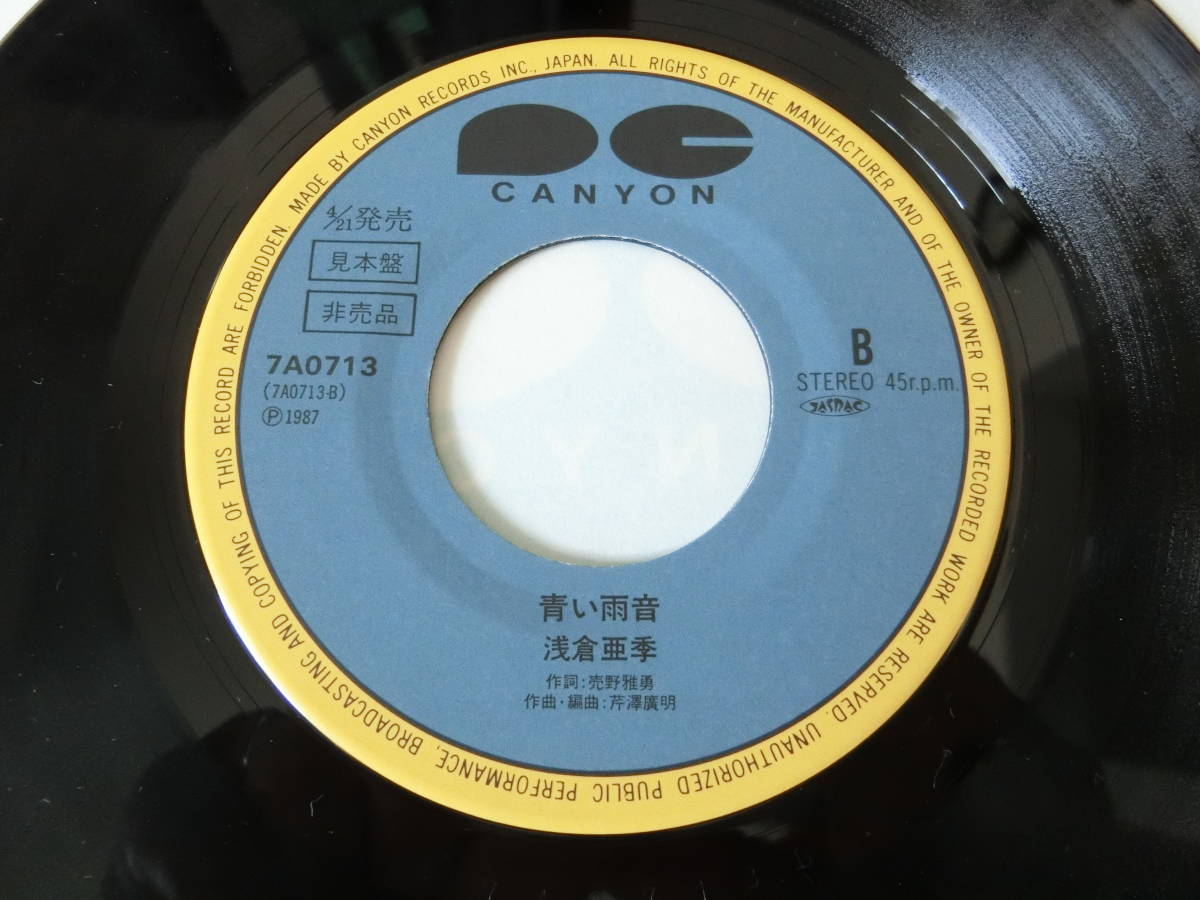 MADE BY CANYON RECORDS INC., JAPAN. ALL RIGHTS OF THE MANUFACTURER AND OF THE OWNER OF THE RECORDED WORK ARE RESERVED. UNAUTHORIZED PUBLIC PERFORMANCE, BROADCASTING AND COPYING OF THIS RECORD ARE FORBIDDEN.
CANYON
4/21発売
見本盤
非売品
7A0713
(7A0713-B)
Ⓟ1987
B
STEREO 45r.p.m.
JASRAC
青い雨音
浅倉亜季
作詞:売野雅勇
作曲・編曲:芹澤廣明